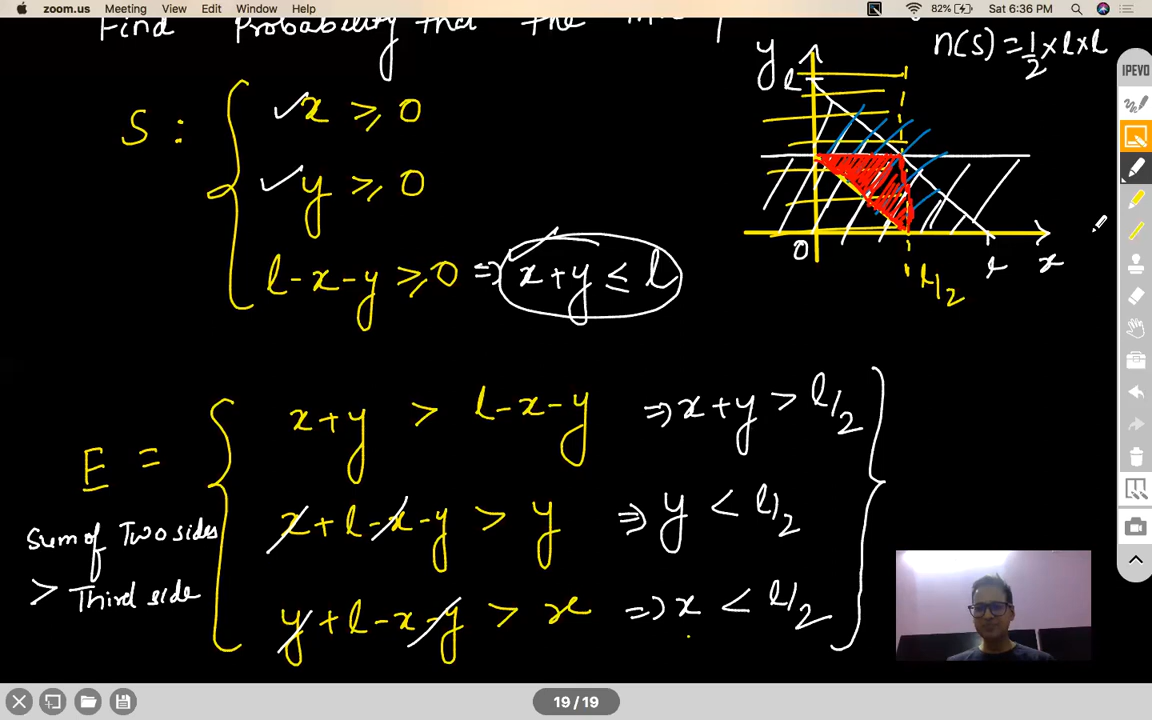 zoom.us Meeting View Edit Window Help 82% Sat 6:36 PM
Find Probability that the
n(S) = 1/2 × l × l
IPEVO
y
l
S : { x ≥ 0
y ≥ 0
l - x - y ≥ 0 ⇒ x + y ≤ l
0 l/2 l x
E = { x + y > l - x - y ⇒ x + y > l/2
x + l - x - y > y ⇒ y < l/2
y + l - x - y > x ⇒ x < l/2 }
Sum of Two sides
> Third side
19 / 19